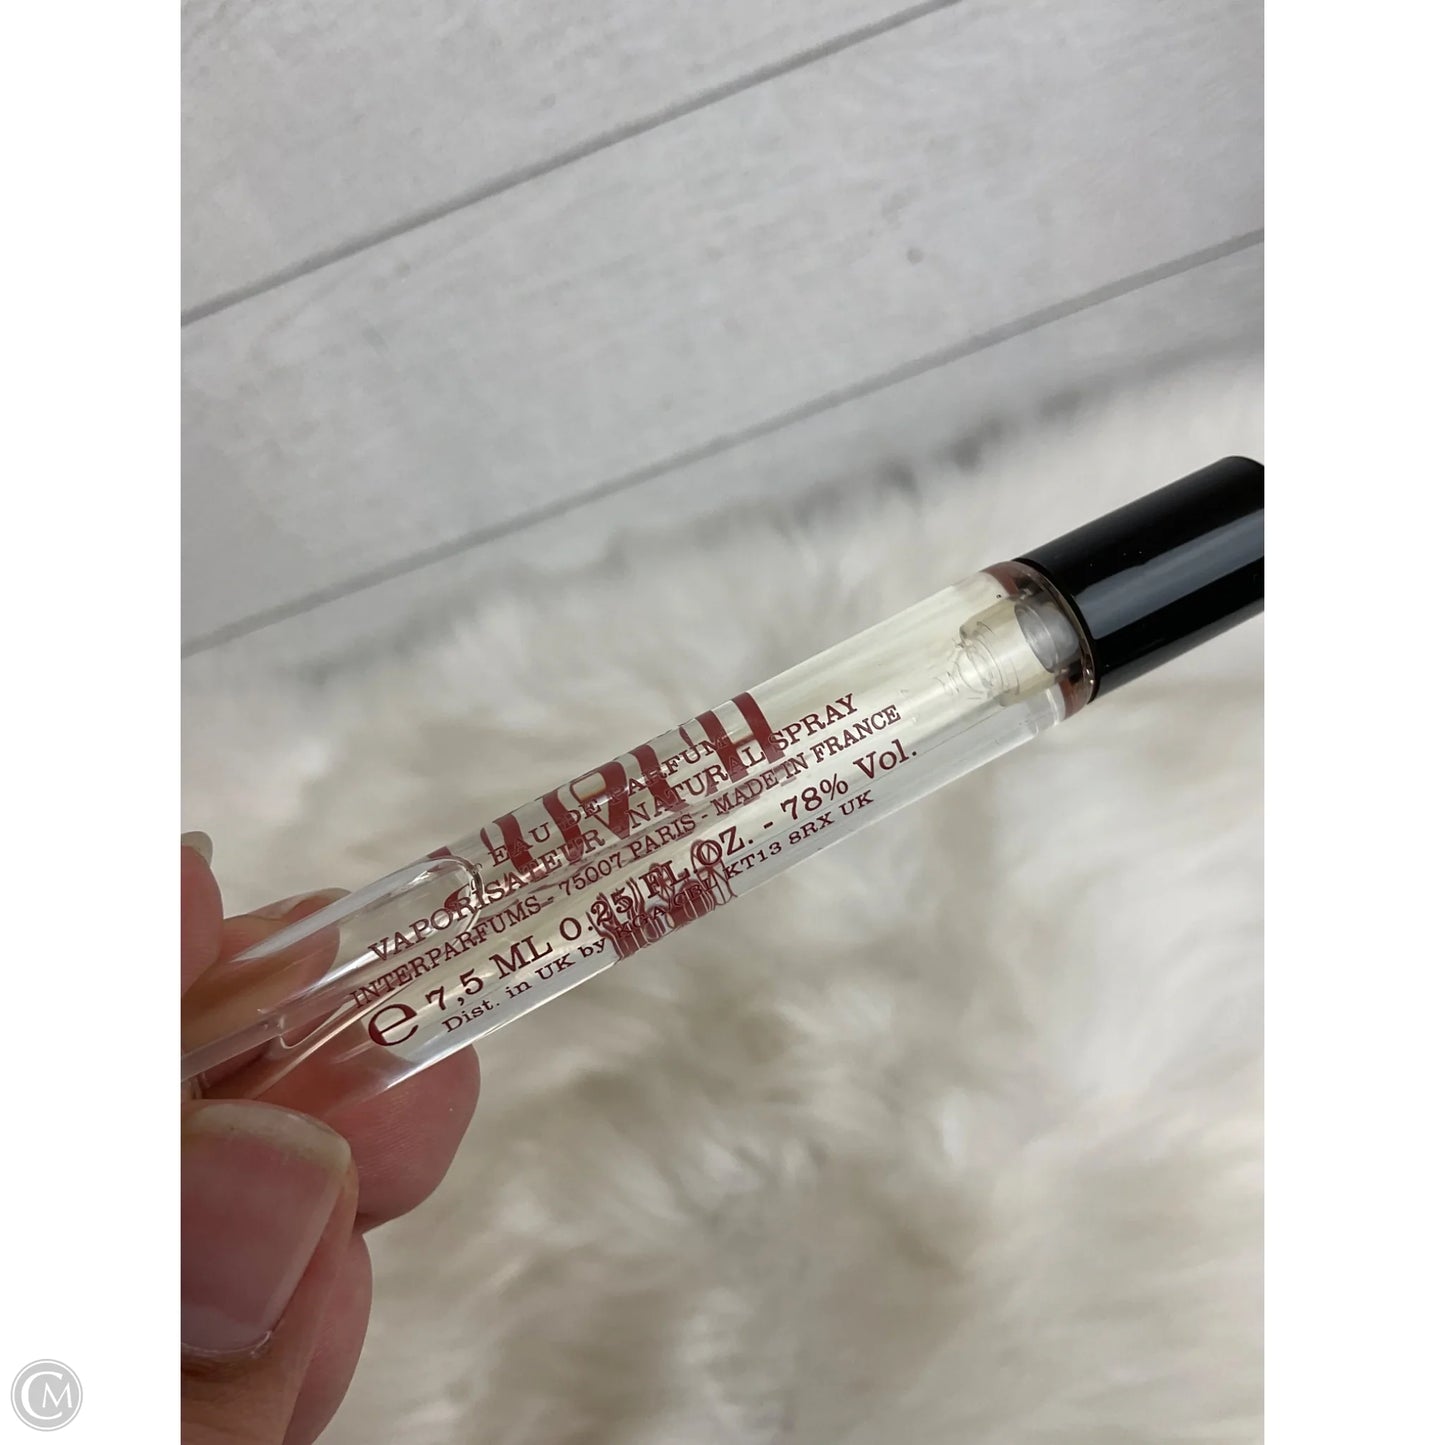 EAU DE PARFUM
VAPORISATEUR NATURAL SPRAY
INTERPARFUMS - 75007 PARIS - MADE IN FRANCE
e 7,5 ML 0.25 FL.OZ. - 78% Vol.
Dist. in UK by KT13 8RX UK
CM